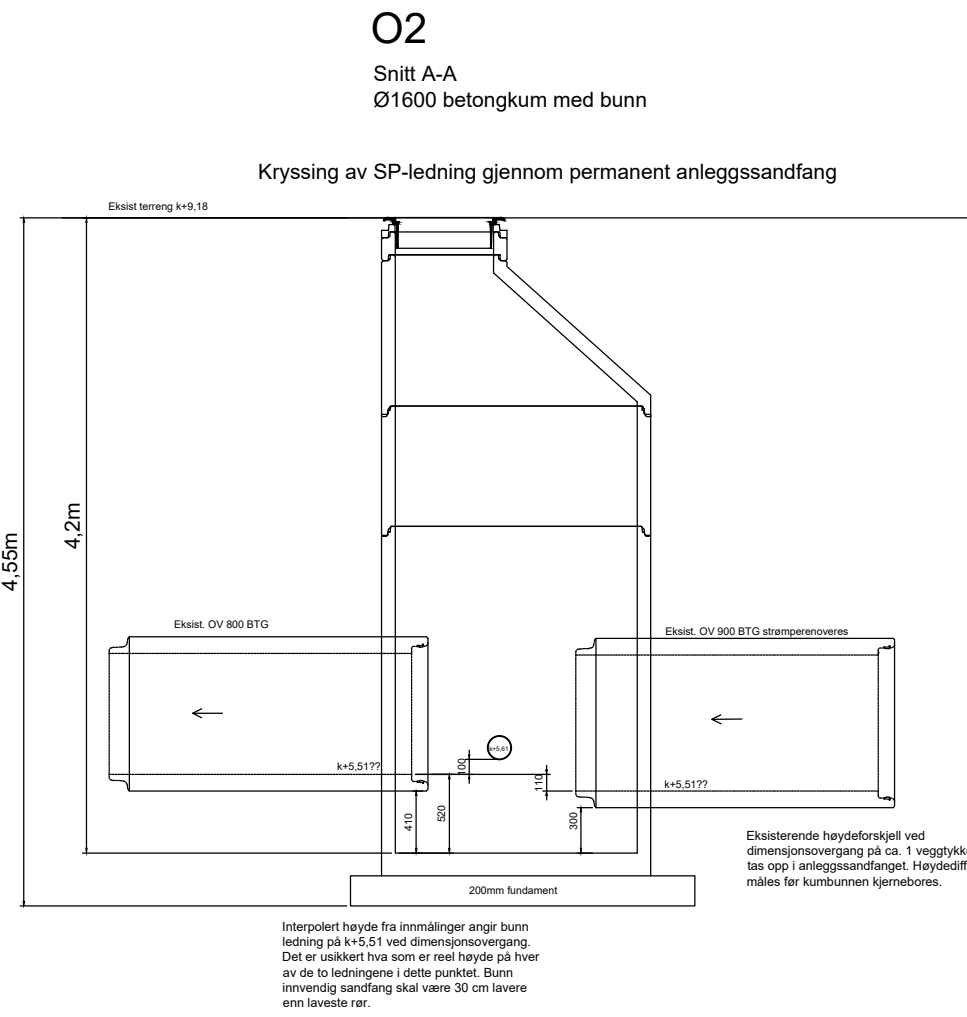 O2
Snitt A-A
Ø1600 betongkum med bunn
Kryssing av SP-ledning gjennom permanent anleggssandfang
Eksist terreng k+9,18
4,55m
4,2m
Eksist. OV 800 BTG
Eksist. OV 900 BTG strømperenoveres
k+5,61
k+5,51??
100
110
k+5,51??
410
520
300
Eksisterende høydeforskjell ved
dimensjonsovergang på ca. 1 veggtykke
tas opp i anleggssandfanget. Høydediff
måles før kumbunnen kjernebores.
200mm fundament
Interpolert høyde fra innmålinger angir bunn
ledning på k+5,51 ved dimensjonsovergang.
Det er usikkert hva som er reel høyde på hver
av de to ledningene i dette punktet. Bunn
innvendig sandfang skal være 30 cm lavere
enn laveste rør.